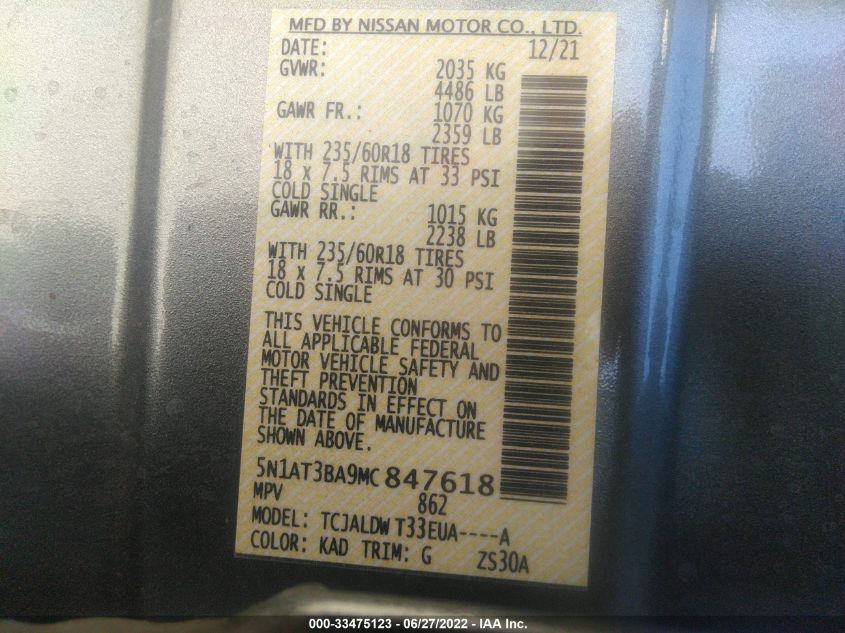 MFD BY NISSAN MOTOR CO., LTD.
DATE: 12/21
GVWR: 2035 KG
4486 LB
GAWR FR.: 1070 KG
2359 LB
WITH 235/60R18 TIRES
18 X 7.5 RIMS AT 33 PSI
COLD SINGLE
GAWR RR.: 1015 KG
2238 LB
WITH 235/60R18 TIRES
18 X 7.5 RIMS AT 30 PSI
COLD SINGLE
THIS VEHICLE CONFORMS TO
ALL APPLICABLE FEDERAL
MOTOR VEHICLE SAFETY AND
THEFT PREVENTION
STANDARDS IN EFFECT ON
THE DATE OF MANUFACTURE
SHOWN ABOVE.
5N1AT3BA9MC847618
MPV 862
MODEL: TCJALDW T33EUA----A
COLOR: KAD TRIM: G ZS30A
000-33475123 - 06/27/2022 - IAA Inc.